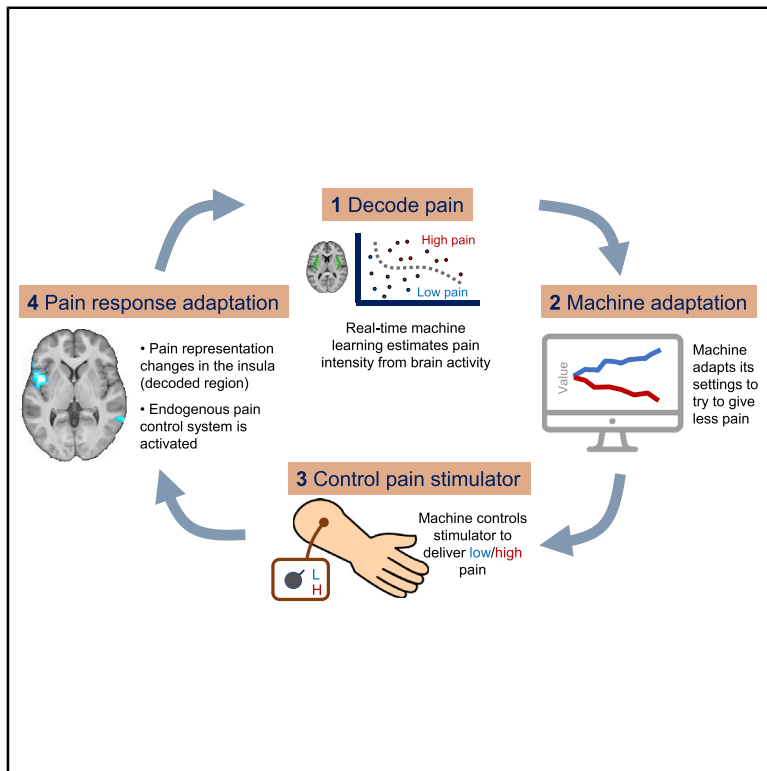 1 Decode pain
High pain
Low pain
Real-time machine
learning estimates pain
intensity from brain activity
2 Machine adaptation
Value
Machine
adapts its
settings to
try to give
less pain
3 Control pain stimulator
Machine controls
stimulator to
deliver low/high
pain
L
H
4 Pain response adaptation
• Pain representation
changes in the insula
(decoded region)
• Endogenous pain
control system is
activated